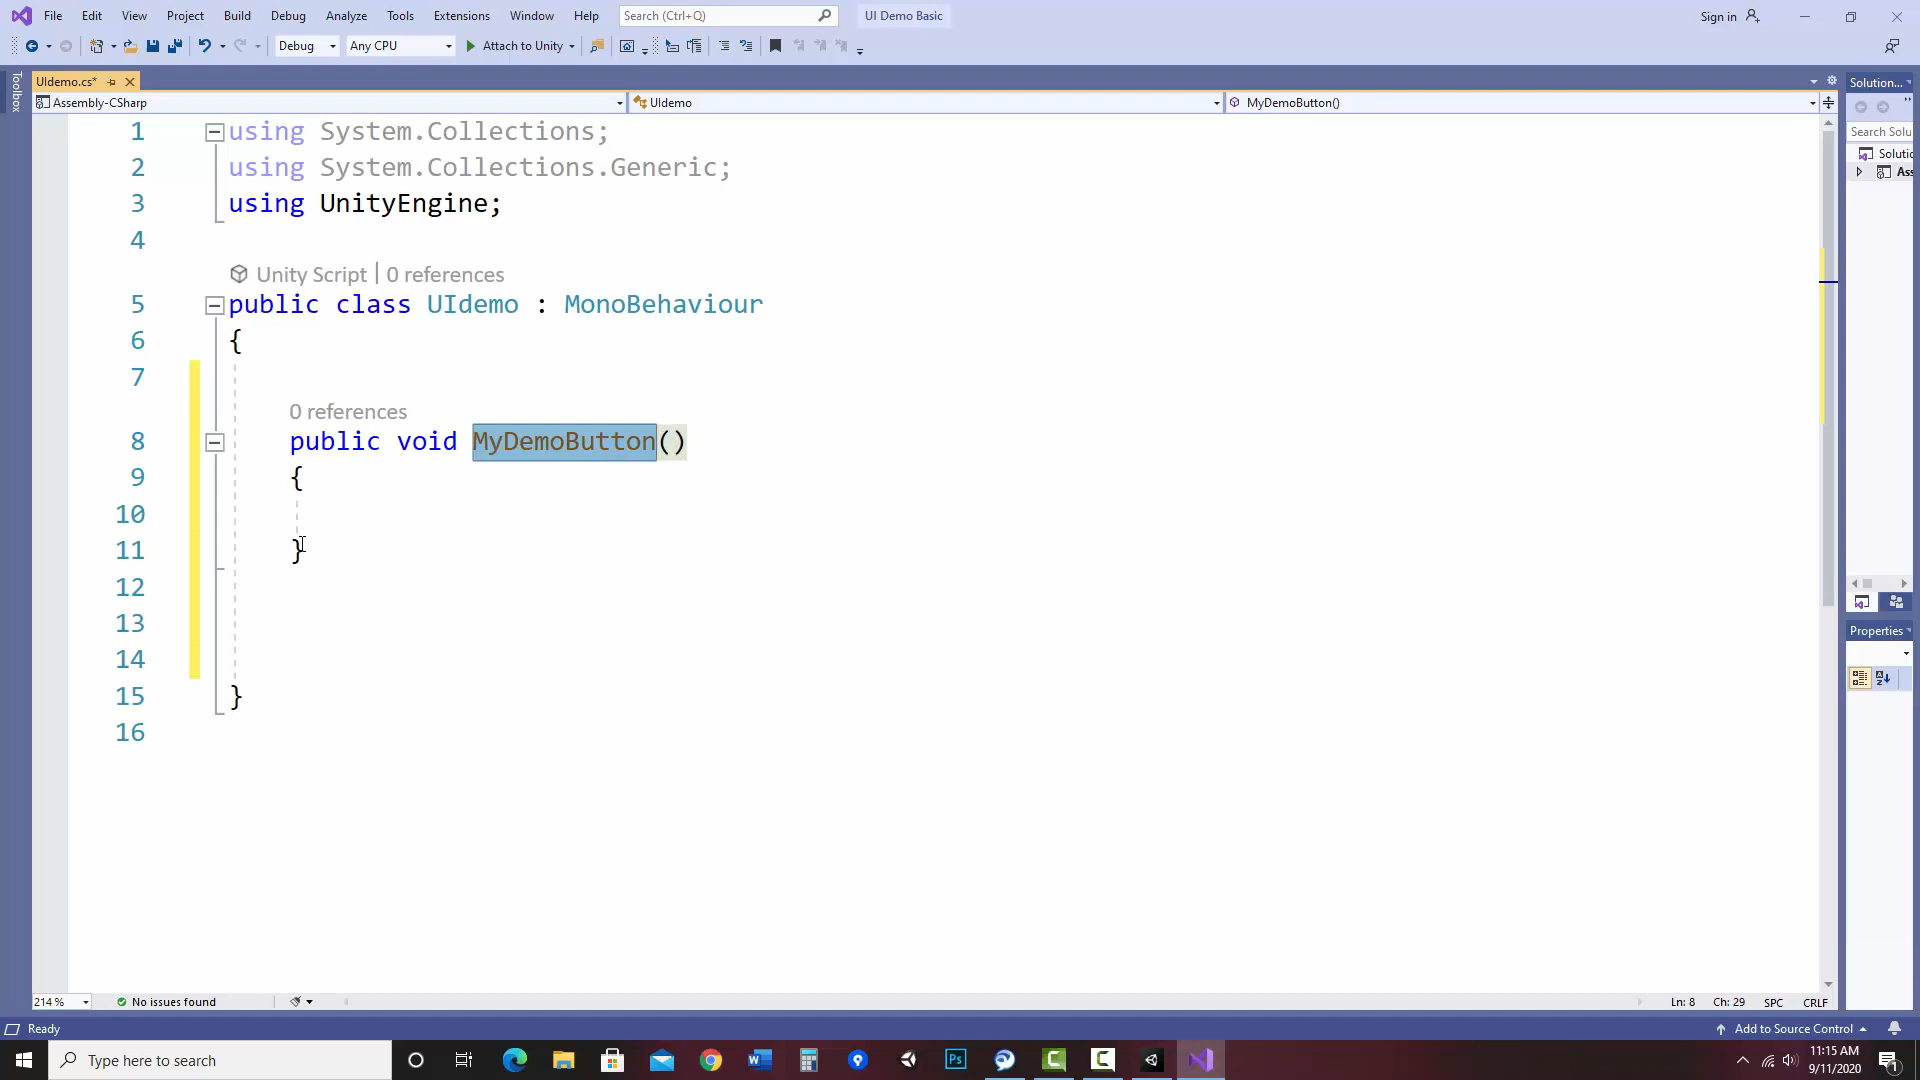 File Edit View Project Build Debug Analyze Tools Extensions Window Help Search (Ctrl+Q) UI Demo Basic Sign in
Debug Any CPU Attach to Unity
Toolbox
UIdemo.cs*
Solution...
Assembly-CSharp UIdemo MyDemoButton()
Search Solu
Solutic
Ass
1 using System.Collections;
2 using System.Collections.Generic;
3 using UnityEngine;
4
Unity Script | 0 references
5 public class UIdemo : MonoBehaviour
6 {
7
0 references
8 public void MyDemoButton()
9 {
10
11 }
12
13
14
15 }
16
Properties
214 % No issues found Ln: 8 Ch: 29 SPC CRLF
Ready Add to Source Control
Type here to search
11:15 AM
9/11/2020
1